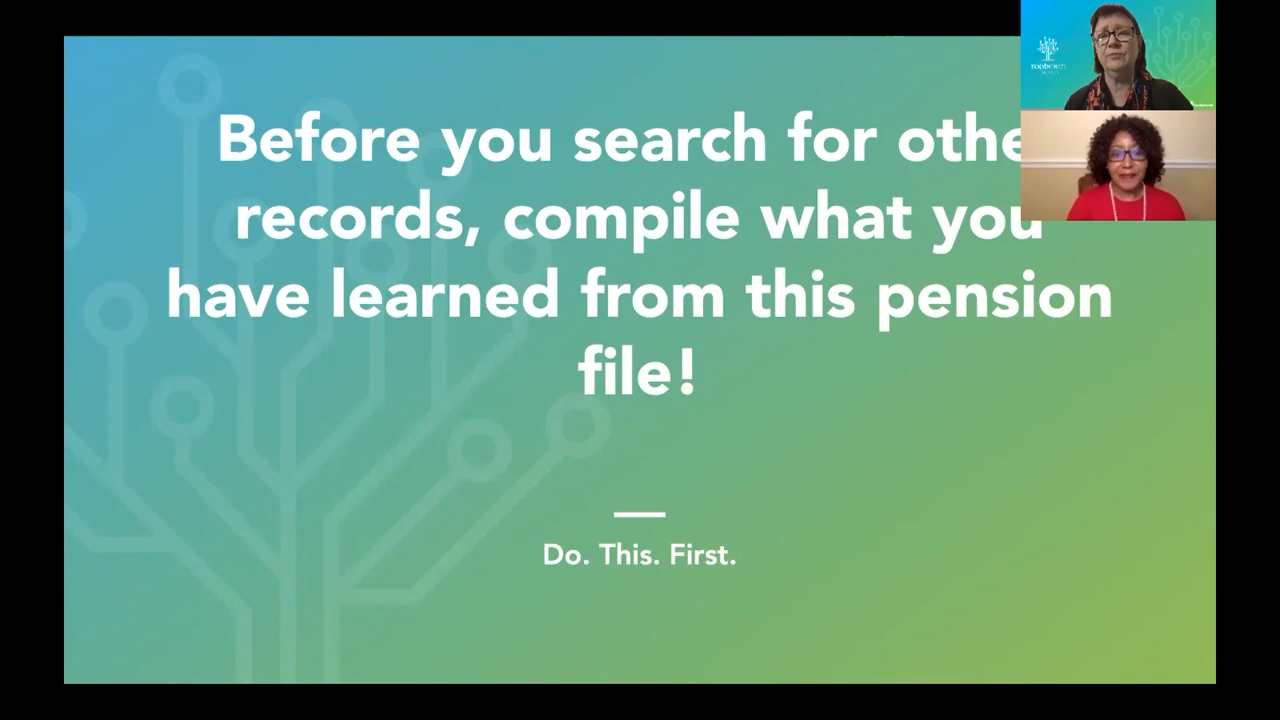 Before you search for othe
records, compile what you
have learned from this pension
file!
Do. This. First.